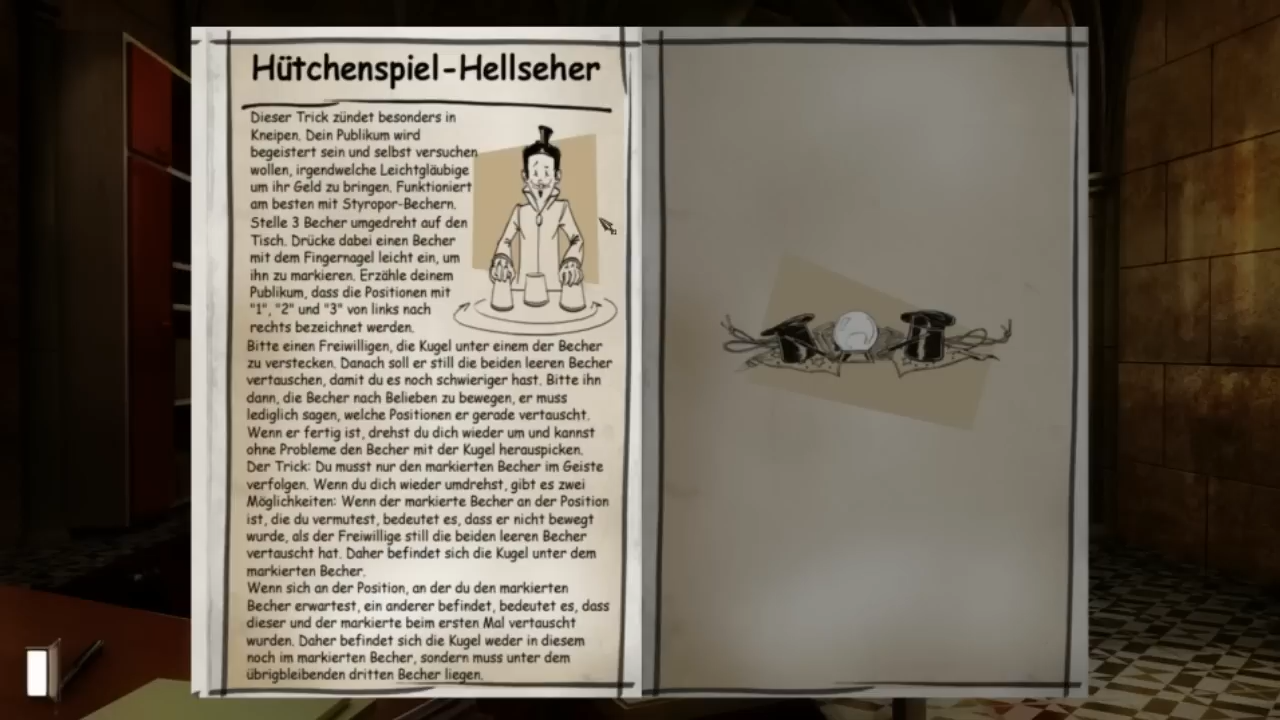 Hütchenspiel-Hellseher
Dieser Trick zündet besonders in
Kneipen. Dein Publikum wird
begeistert sein und selbst versuchen
wollen, irgendwelche Leichtgläubige
um ihr Geld zu bringen. Funktioniert
am besten mit Styropor-Bechern.
Stelle 3 Becher umgedreht auf den
Tisch. Drücke dabei einen Becher
mit dem Fingernagel leicht ein, um
ihn zu markieren. Erzähle deinem
Publikum, dass die Positionen mit
"1", "2" und "3" von links nach
rechts bezeichnet werden.
Bitte einen Freiwilligen, die Kugel unter einem der Becher
zu verstecken. Danach soll er still die beiden leeren Becher
vertauschen, damit du es noch schwieriger hast. Bitte ihn
dann, die Becher nach Belieben zu bewegen, er muss
lediglich sagen, welche Positionen er gerade vertauscht.
Wenn er fertig ist, drehst du dich wieder um und kannst
ohne Probleme den Becher mit der Kugel herauspicken.
Der Trick: Du musst nur den markierten Becher im Geiste
verfolgen. Wenn du dich wieder umdrehst, gibt es zwei
Möglichkeiten: Wenn der markierte Becher an der Position
ist, die du vermutest, bedeutet es, dass er nicht bewegt
wurde, als der Freiwillige still die beiden leeren Becher
vertauscht hat. Daher befindet sich die Kugel unter dem
markierten Becher.
Wenn sich an der Position, an der du den markierten
Becher erwartest, ein anderer befindet, bedeutet es, dass
dieser und der markierte beim ersten Mal vertauscht
wurden. Daher befindet sich die Kugel weder in diesem
noch im markierten Becher, sondern muss unter dem
übrigbleibenden dritten Becher liegen.